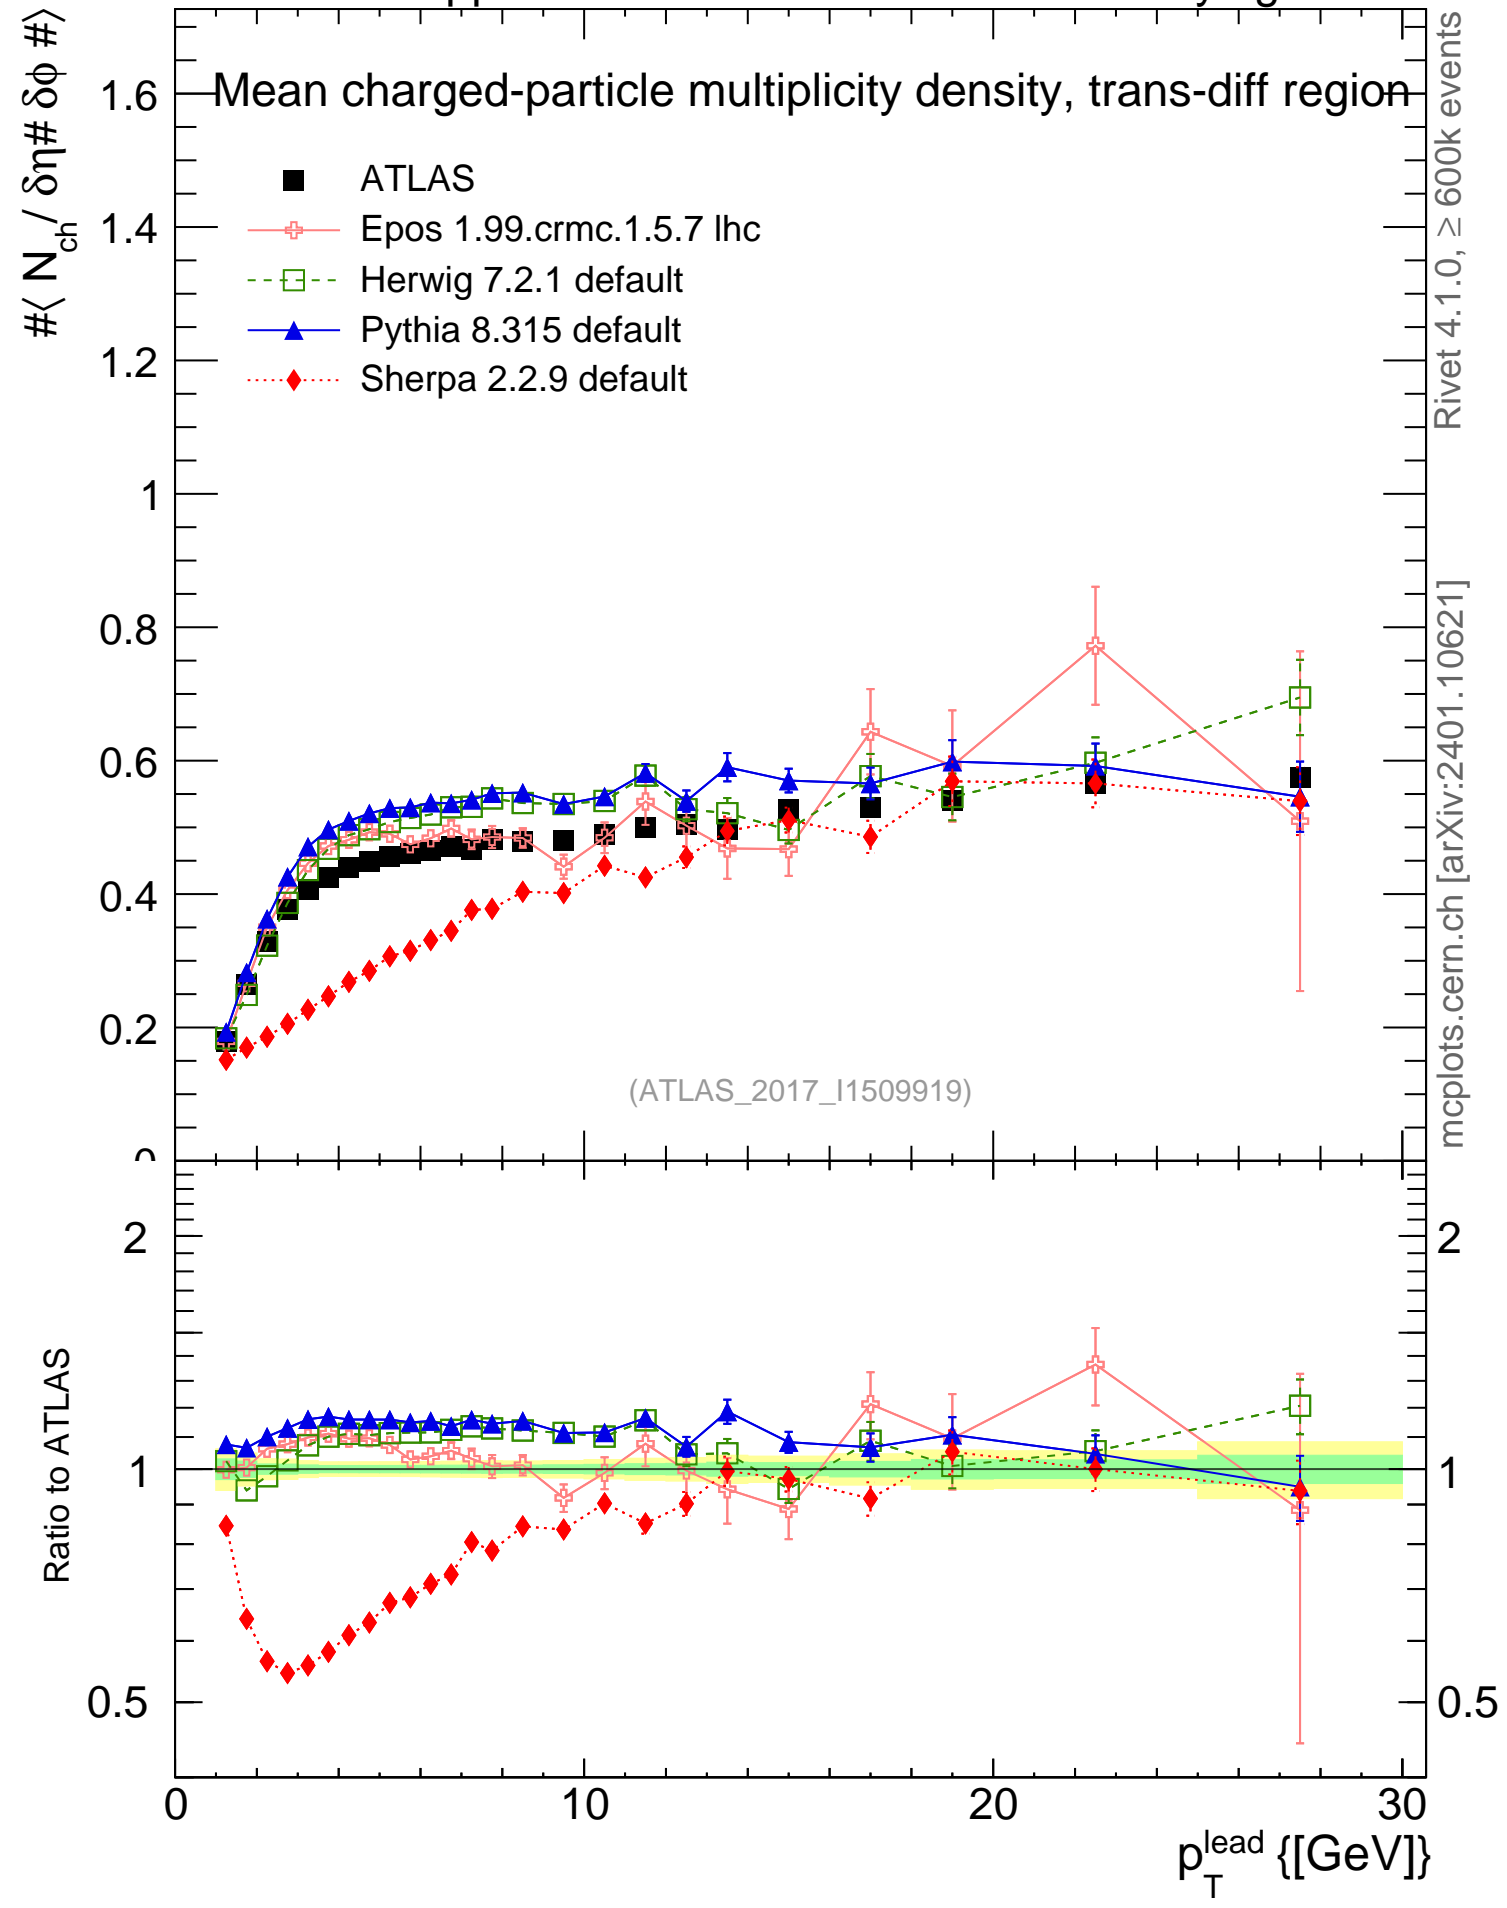 Mean charged-particle multiplicity density, trans-diff region
ATLAS
Epos 1.99.crmc.1.5.7 lhc
Herwig 7.2.1 default
Pythia 8.315 default
Sherpa 2.2.9 default
#⟨ N_ch / δη# δϕ #⟩
1.6
1.4
1.2
1
0.8
0.6
0.4
0.2
0
(ATLAS_2017_I1509919)
Rivet 4.1.0, ≥ 600k events
mcplots.cern.ch [arXiv:2401.10621]
Ratio to ATLAS
2
1
0.5
2
1
0.5
0
10
20
30
p_T^lead {[GeV]}